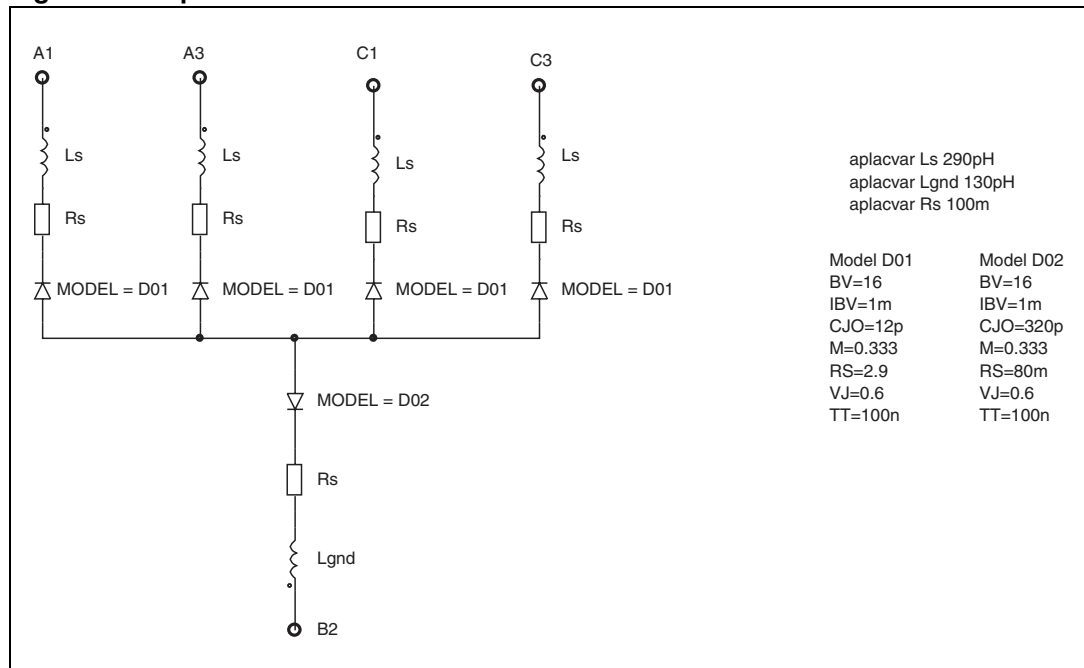 A1
A3
C1
C3
Ls
Ls
Ls
Ls
Rs
Rs
Rs
Rs
MODEL = D01
MODEL = D01
MODEL = D01
MODEL = D01
MODEL = D02
Rs
Lgnd
B2
aplacvar Ls 290pH
aplacvar Lgnd 130pH
aplacvar Rs 100m
Model D01
BV=16
IBV=1m
CJO=12p
M=0.333
RS=2.9
VJ=0.6
TT=100n
Model D02
BV=16
IBV=1m
CJO=320p
M=0.333
RS=80m
VJ=0.6
TT=100n